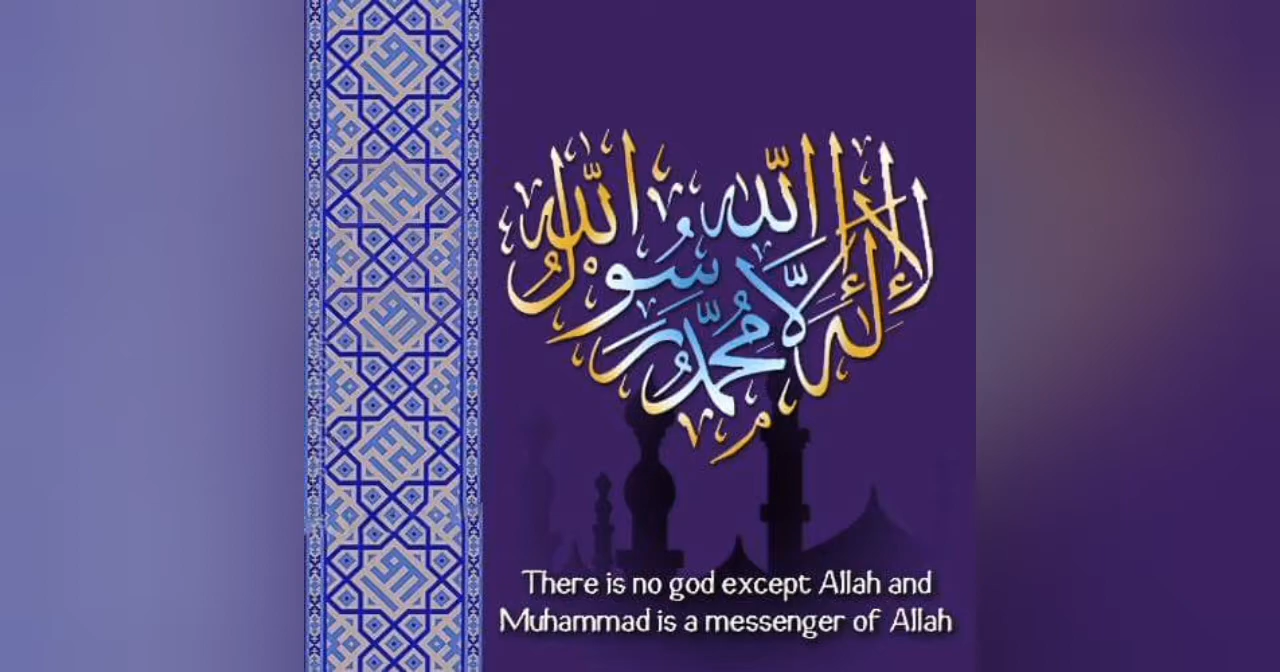 لا إله إلا الله محمد رسول الله
There is no god except Allah and
Muhammad is a messenger of Allah